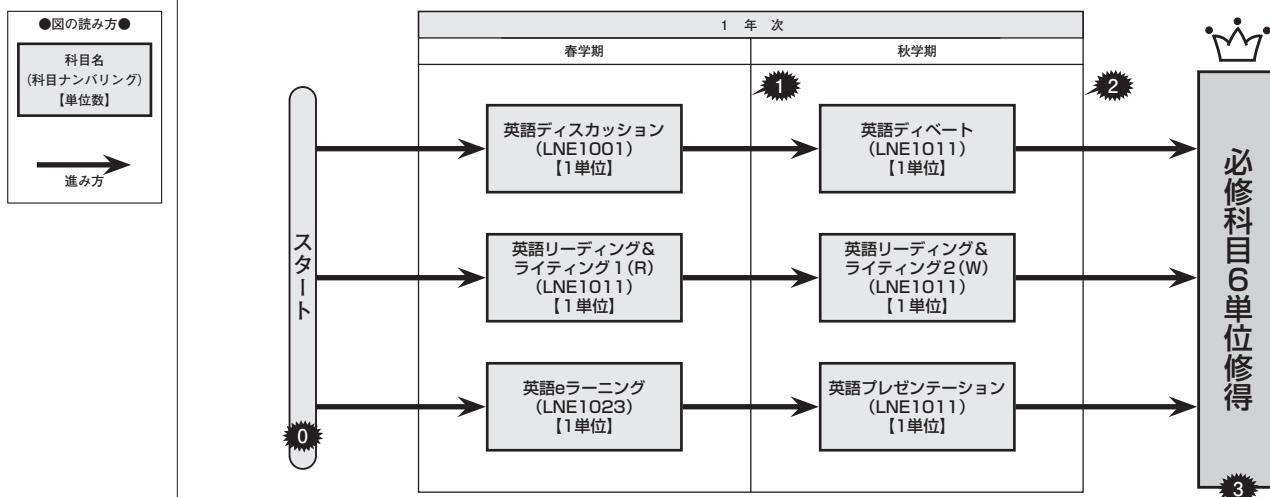 ●図の読み方●
科目名
(科目ナンバリング)
【単位数】
進み方
1 年 次
春学期
秋学期
1
2
スタート
0
英語ディスカッション
(LNE1001)
【1単位】
英語ディベート
(LNE1011)
【1単位】
英語リーディング&
ライティング1(R)
(LNE1011)
【1単位】
英語リーディング&
ライティング2(W)
(LNE1011)
【1単位】
英語eラーニング
(LNE1023)
【1単位】
英語プレゼンテーション
(LNE1011)
【1単位】
必修科目6単位修得
3